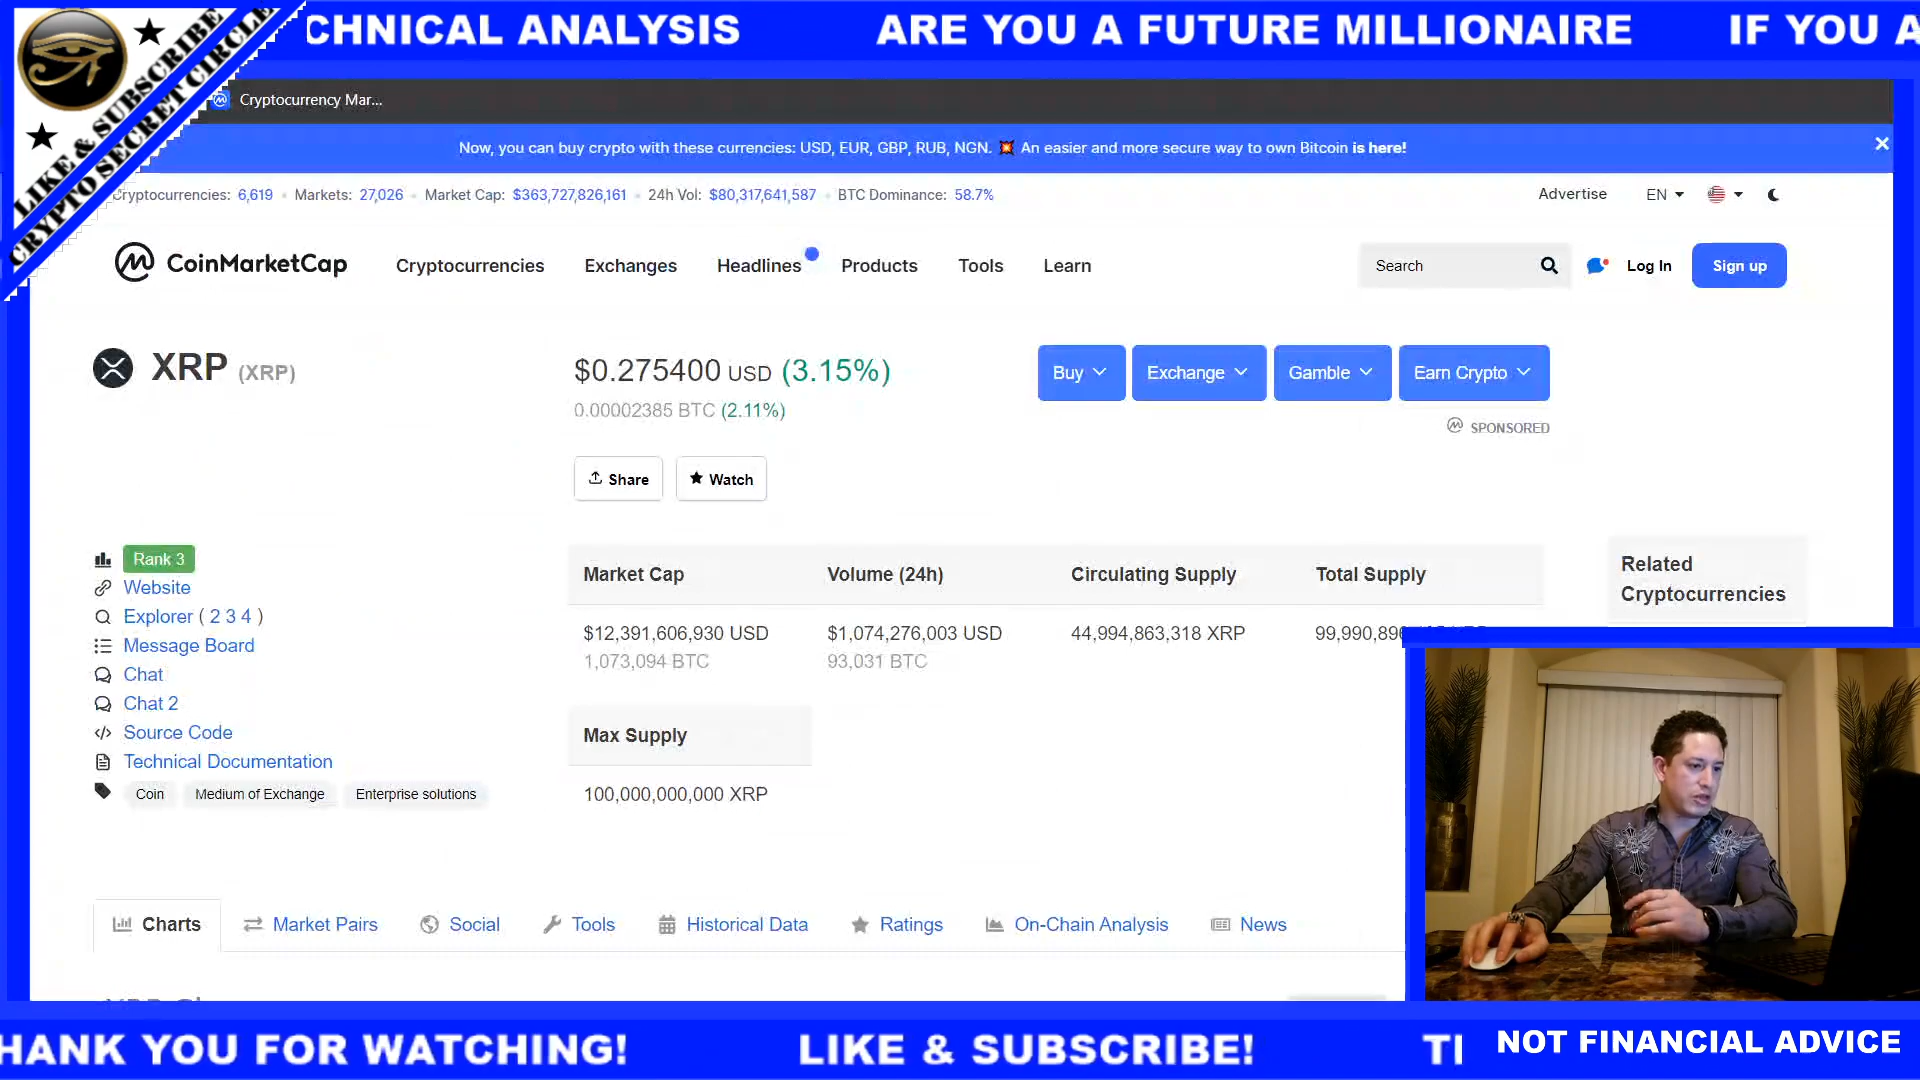 CHNICAL ANALYSIS ARE YOU A FUTURE MILLIONAIRE IF YOU A
LIKE & SUBSCRIBE
CRYPTO SECRET CIRCLE
Cryptocurrency Mar...
Now, you can buy crypto with these currencies: USD, EUR, GBP, RUB, NGN. 💥 An easier and more secure way to own Bitcoin is here!
Cryptocurrencies: 6,619 • Markets: 27,026 • Market Cap: $363,727,826,161 • 24h Vol: $80,317,641,587 • BTC Dominance: 58.7%
Advertise EN
CoinMarketCap Cryptocurrencies Exchanges Headlines Products Tools Learn Search Log In Sign up
XRP (XRP) $0.275400 USD (3.15%) Buy Exchange Gamble Earn Crypto
0.00002385 BTC (2.11%)
SPONSORED
Share Watch
Rank 3
Website
Explorer ( 2 3 4 )
Message Board
Chat
Chat 2
Source Code
Technical Documentation
Coin Medium of Exchange Enterprise solutions
Market Cap Volume (24h) Circulating Supply Total Supply
$12,391,606,930 USD $1,074,276,003 USD 44,994,863,318 XRP 99,990,89
1,073,094 BTC 93,031 BTC
Max Supply
100,000,000,000 XRP
Related
Cryptocurrencies
Charts Market Pairs Social Tools Historical Data Ratings On-Chain Analysis News
HANK YOU FOR WATCHING! LIKE & SUBSCRIBE! TI NOT FINANCIAL ADVICE